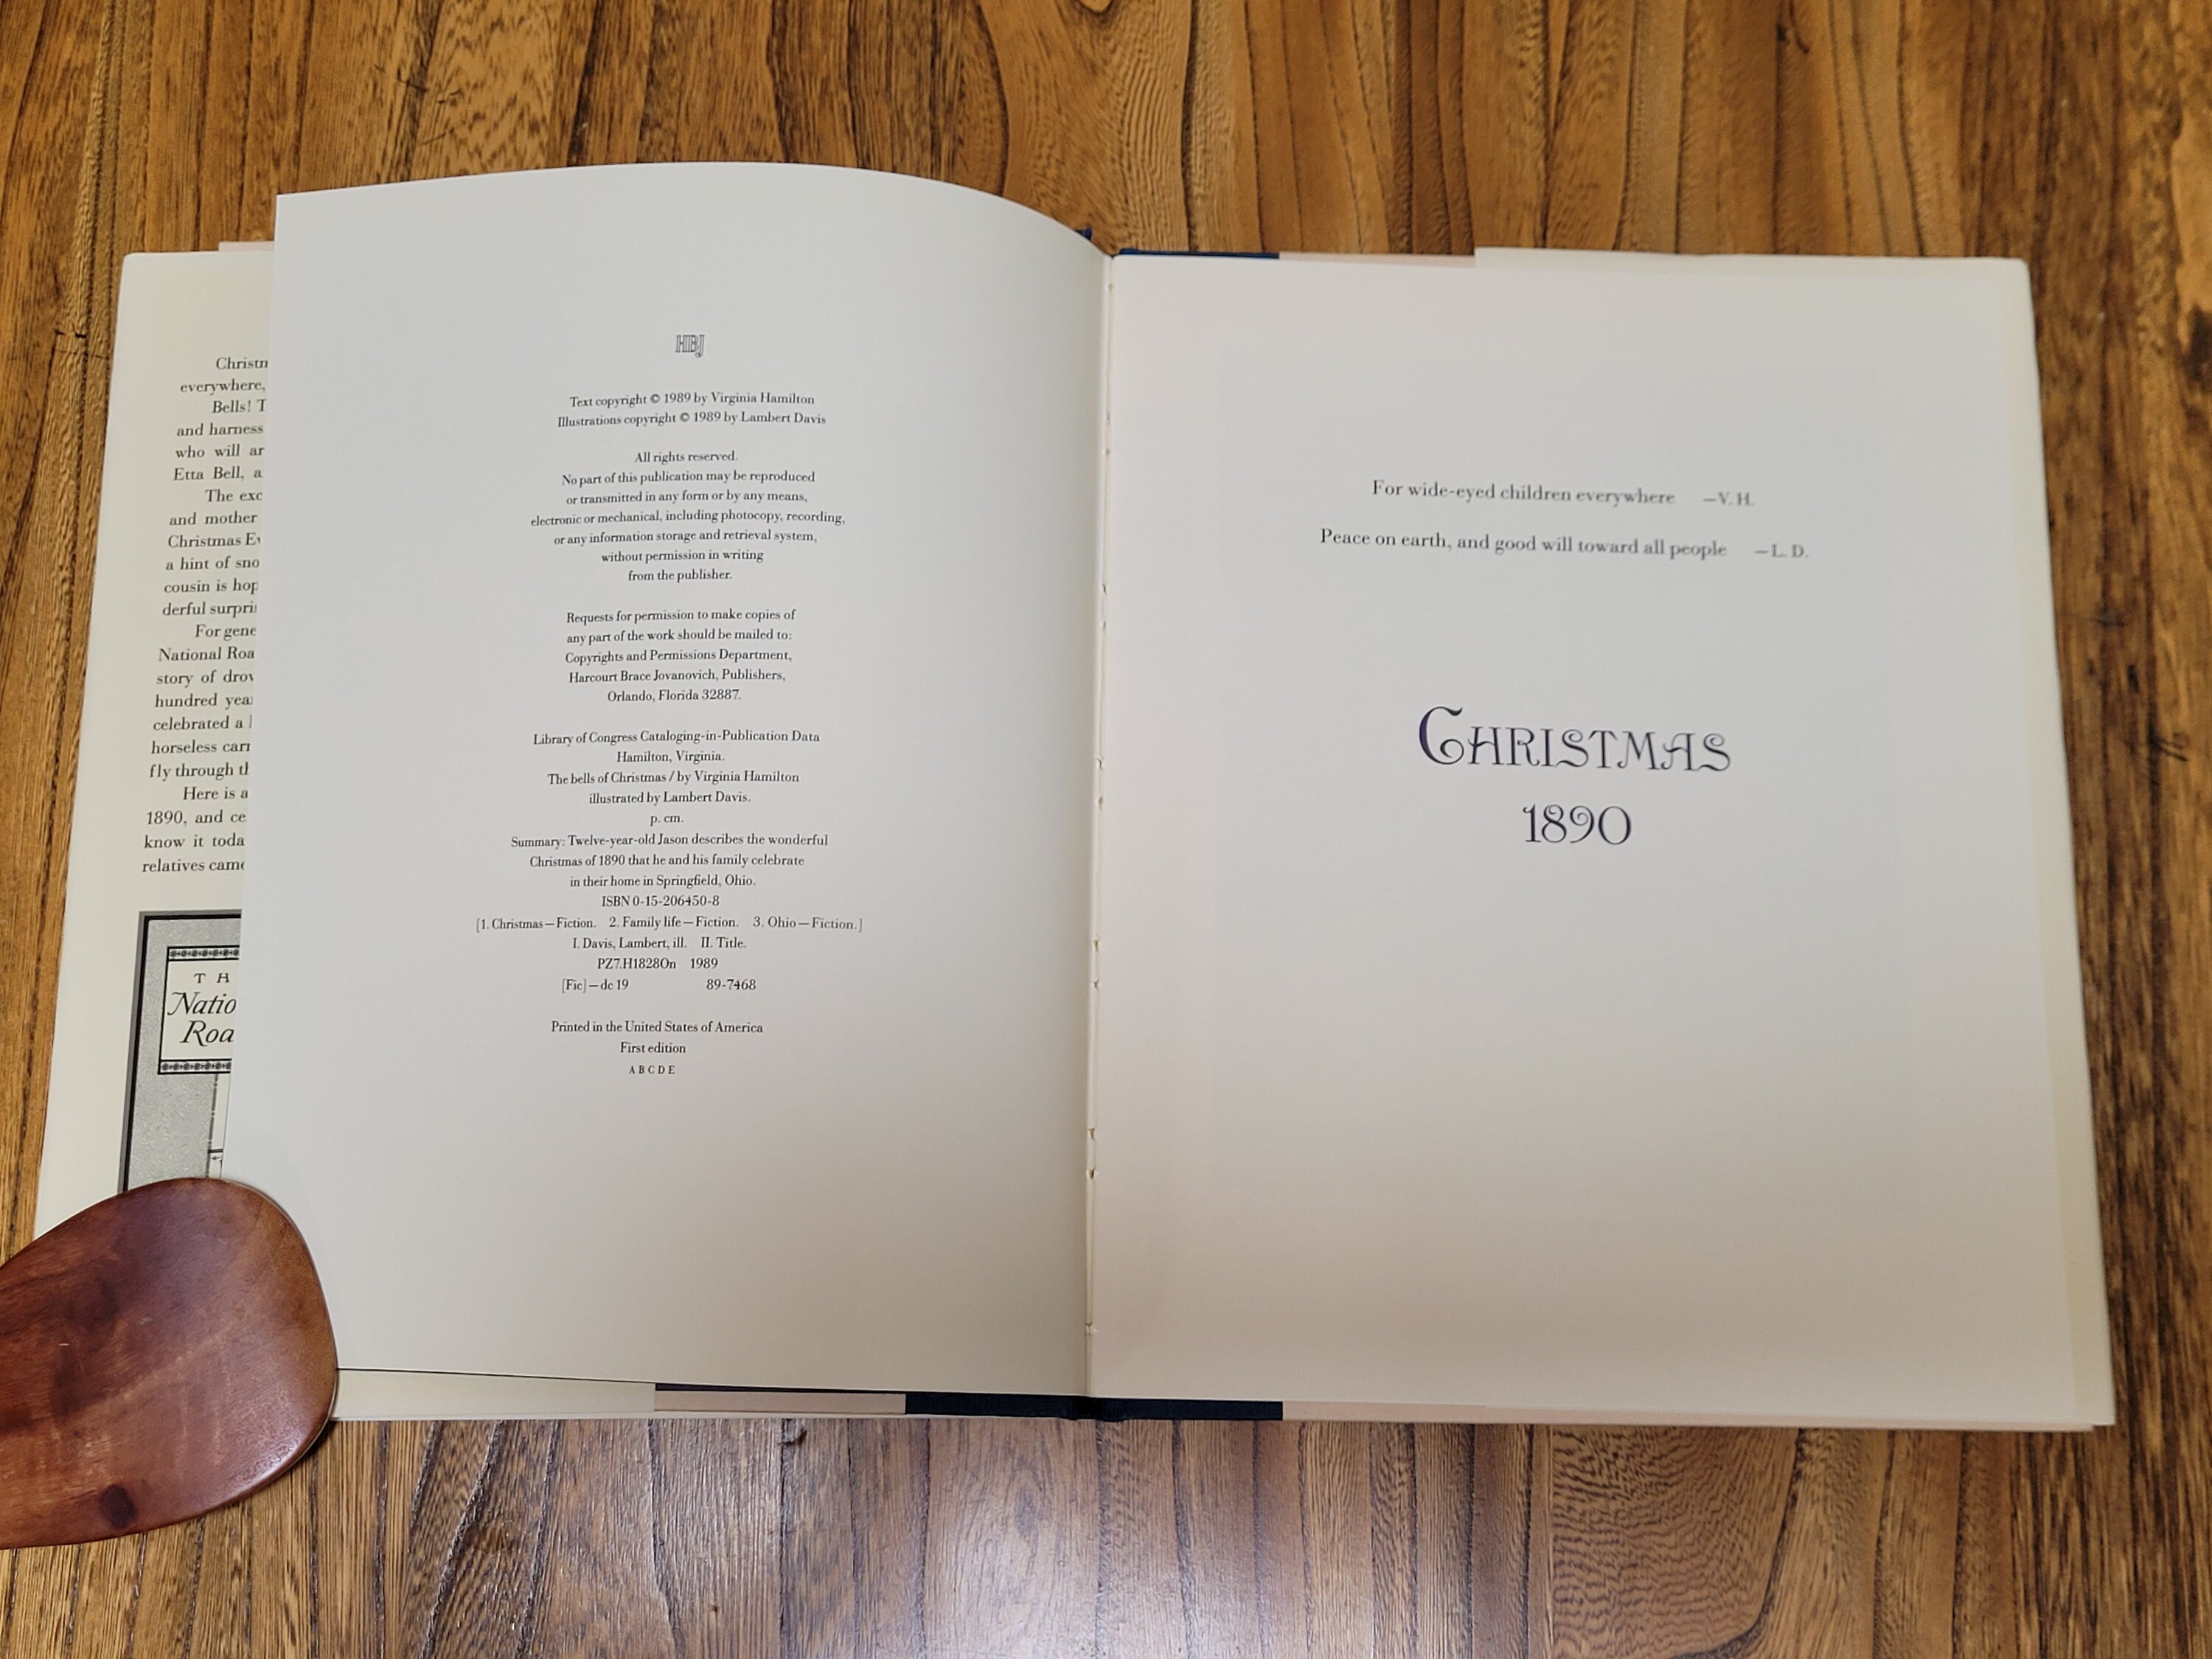 Christm
everywhere,
Bells! T
and harness
who will ar
Etta Bell, a
The exc
and mother
Christmas Ev
a hint of sno
cousin is hop
derful surpri
For gene
National Roa
story of drov
hundred yea
celebrated a
horseless carr
fly through th
Here is a
1890, and ce
know it toda
relatives came
T H
Natio
Roa
HBJ
Text copyright © 1989 by Virginia Hamilton
Illustrations copyright © 1989 by Lambert Davis
All rights reserved.
No part of this publication may be reproduced
or transmitted in any form or by any means,
electronic or mechanical, including photocopy, recording,
or any information storage and retrieval system,
without permission in writing
from the publisher.
Requests for permission to make copies of
any part of the work should be mailed to:
Copyrights and Permissions Department,
Harcourt Brace Jovanovich, Publishers,
Orlando, Florida 32887.
Library of Congress Cataloging-in-Publication Data
Hamilton, Virginia.
The bells of Christmas / by Virginia Hamilton
illustrated by Lambert Davis.
p. cm.
Summary: Twelve-year-old Jason describes the wonderful
Christmas of 1890 that he and his family celebrate
in their home in Springfield, Ohio.
ISBN 0-15-206450-8
[1. Christmas—Fiction. 2. Family life—Fiction. 3. Ohio—Fiction.]
I. Davis, Lambert, ill. II. Title.
PZ7.H1828On 1989
[Fic]—dc 19 89-7468
Printed in the United States of America
First edition
A B C D E
For wide-eyed children everywhere —V. H.
Peace on earth, and good will toward all people —L. D.
CHRISTMAS
1890